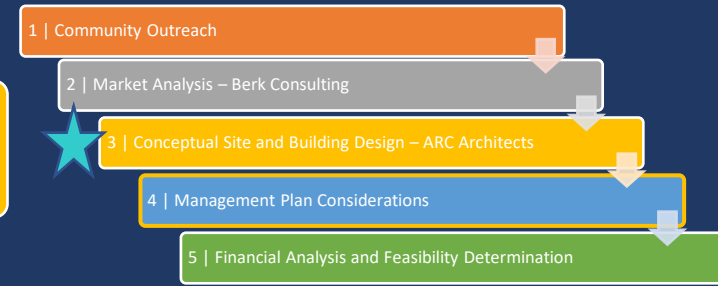 1 | Community Outreach
2 | Market Analysis – Berk Consulting
3 | Conceptual Site and Building Design – ARC Architects
4 | Management Plan Considerations
5 | Financial Analysis and Feasibility Determination